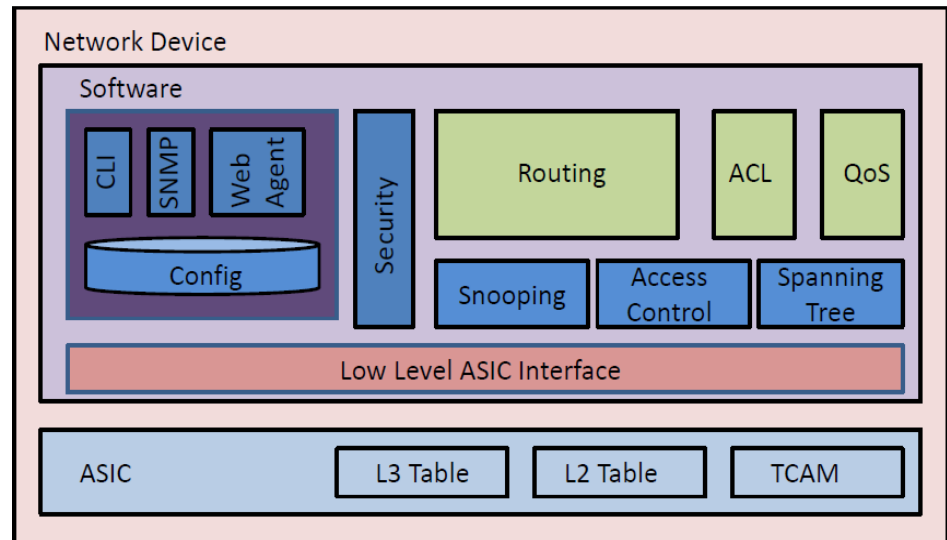 Network Device
Software
CLI
SNMP
Web
Agent
Config
Security
Routing
ACL
QoS
Snooping
Access
Control
Spanning
Tree
Low Level ASIC Interface
ASIC
L3 Table
L2 Table
TCAM